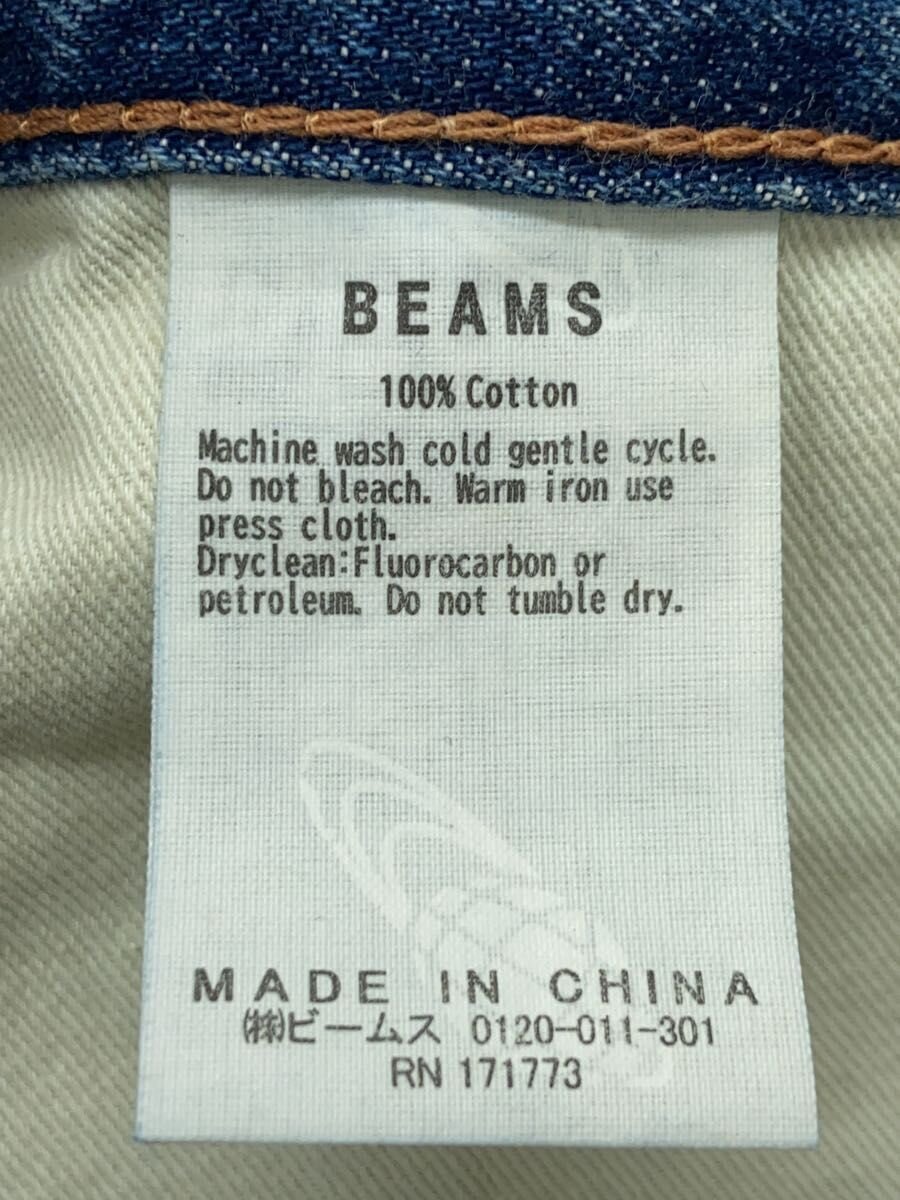 BEAMS
100% Cotton
Machine wash cold gentle cycle.
Do not bleach. Warm iron use
press cloth.
Dryclean:Fluorocarbon or
petroleum. Do not tumble dry.
MADE IN CHINA
㈱ビームス 0120-011-301
RN 171773